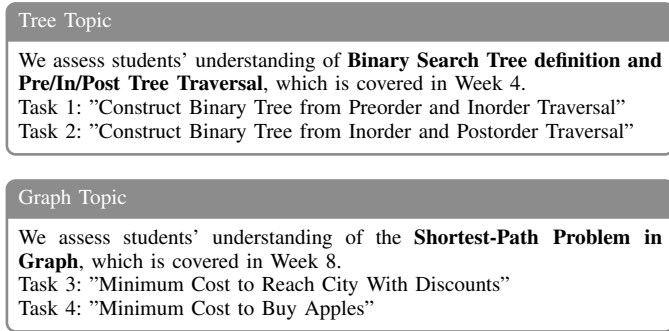 Tree Topic
We assess students’ understanding of Binary Search Tree definition and
Pre/In/Post Tree Traversal, which is covered in Week 4.
Task 1: ”Construct Binary Tree from Preorder and Inorder Traversal”
Task 2: ”Construct Binary Tree from Inorder and Postorder Traversal”
Graph Topic
We assess students’ understanding of the Shortest-Path Problem in
Graph, which is covered in Week 8.
Task 3: ”Minimum Cost to Reach City With Discounts”
Task 4: ”Minimum Cost to Buy Apples”